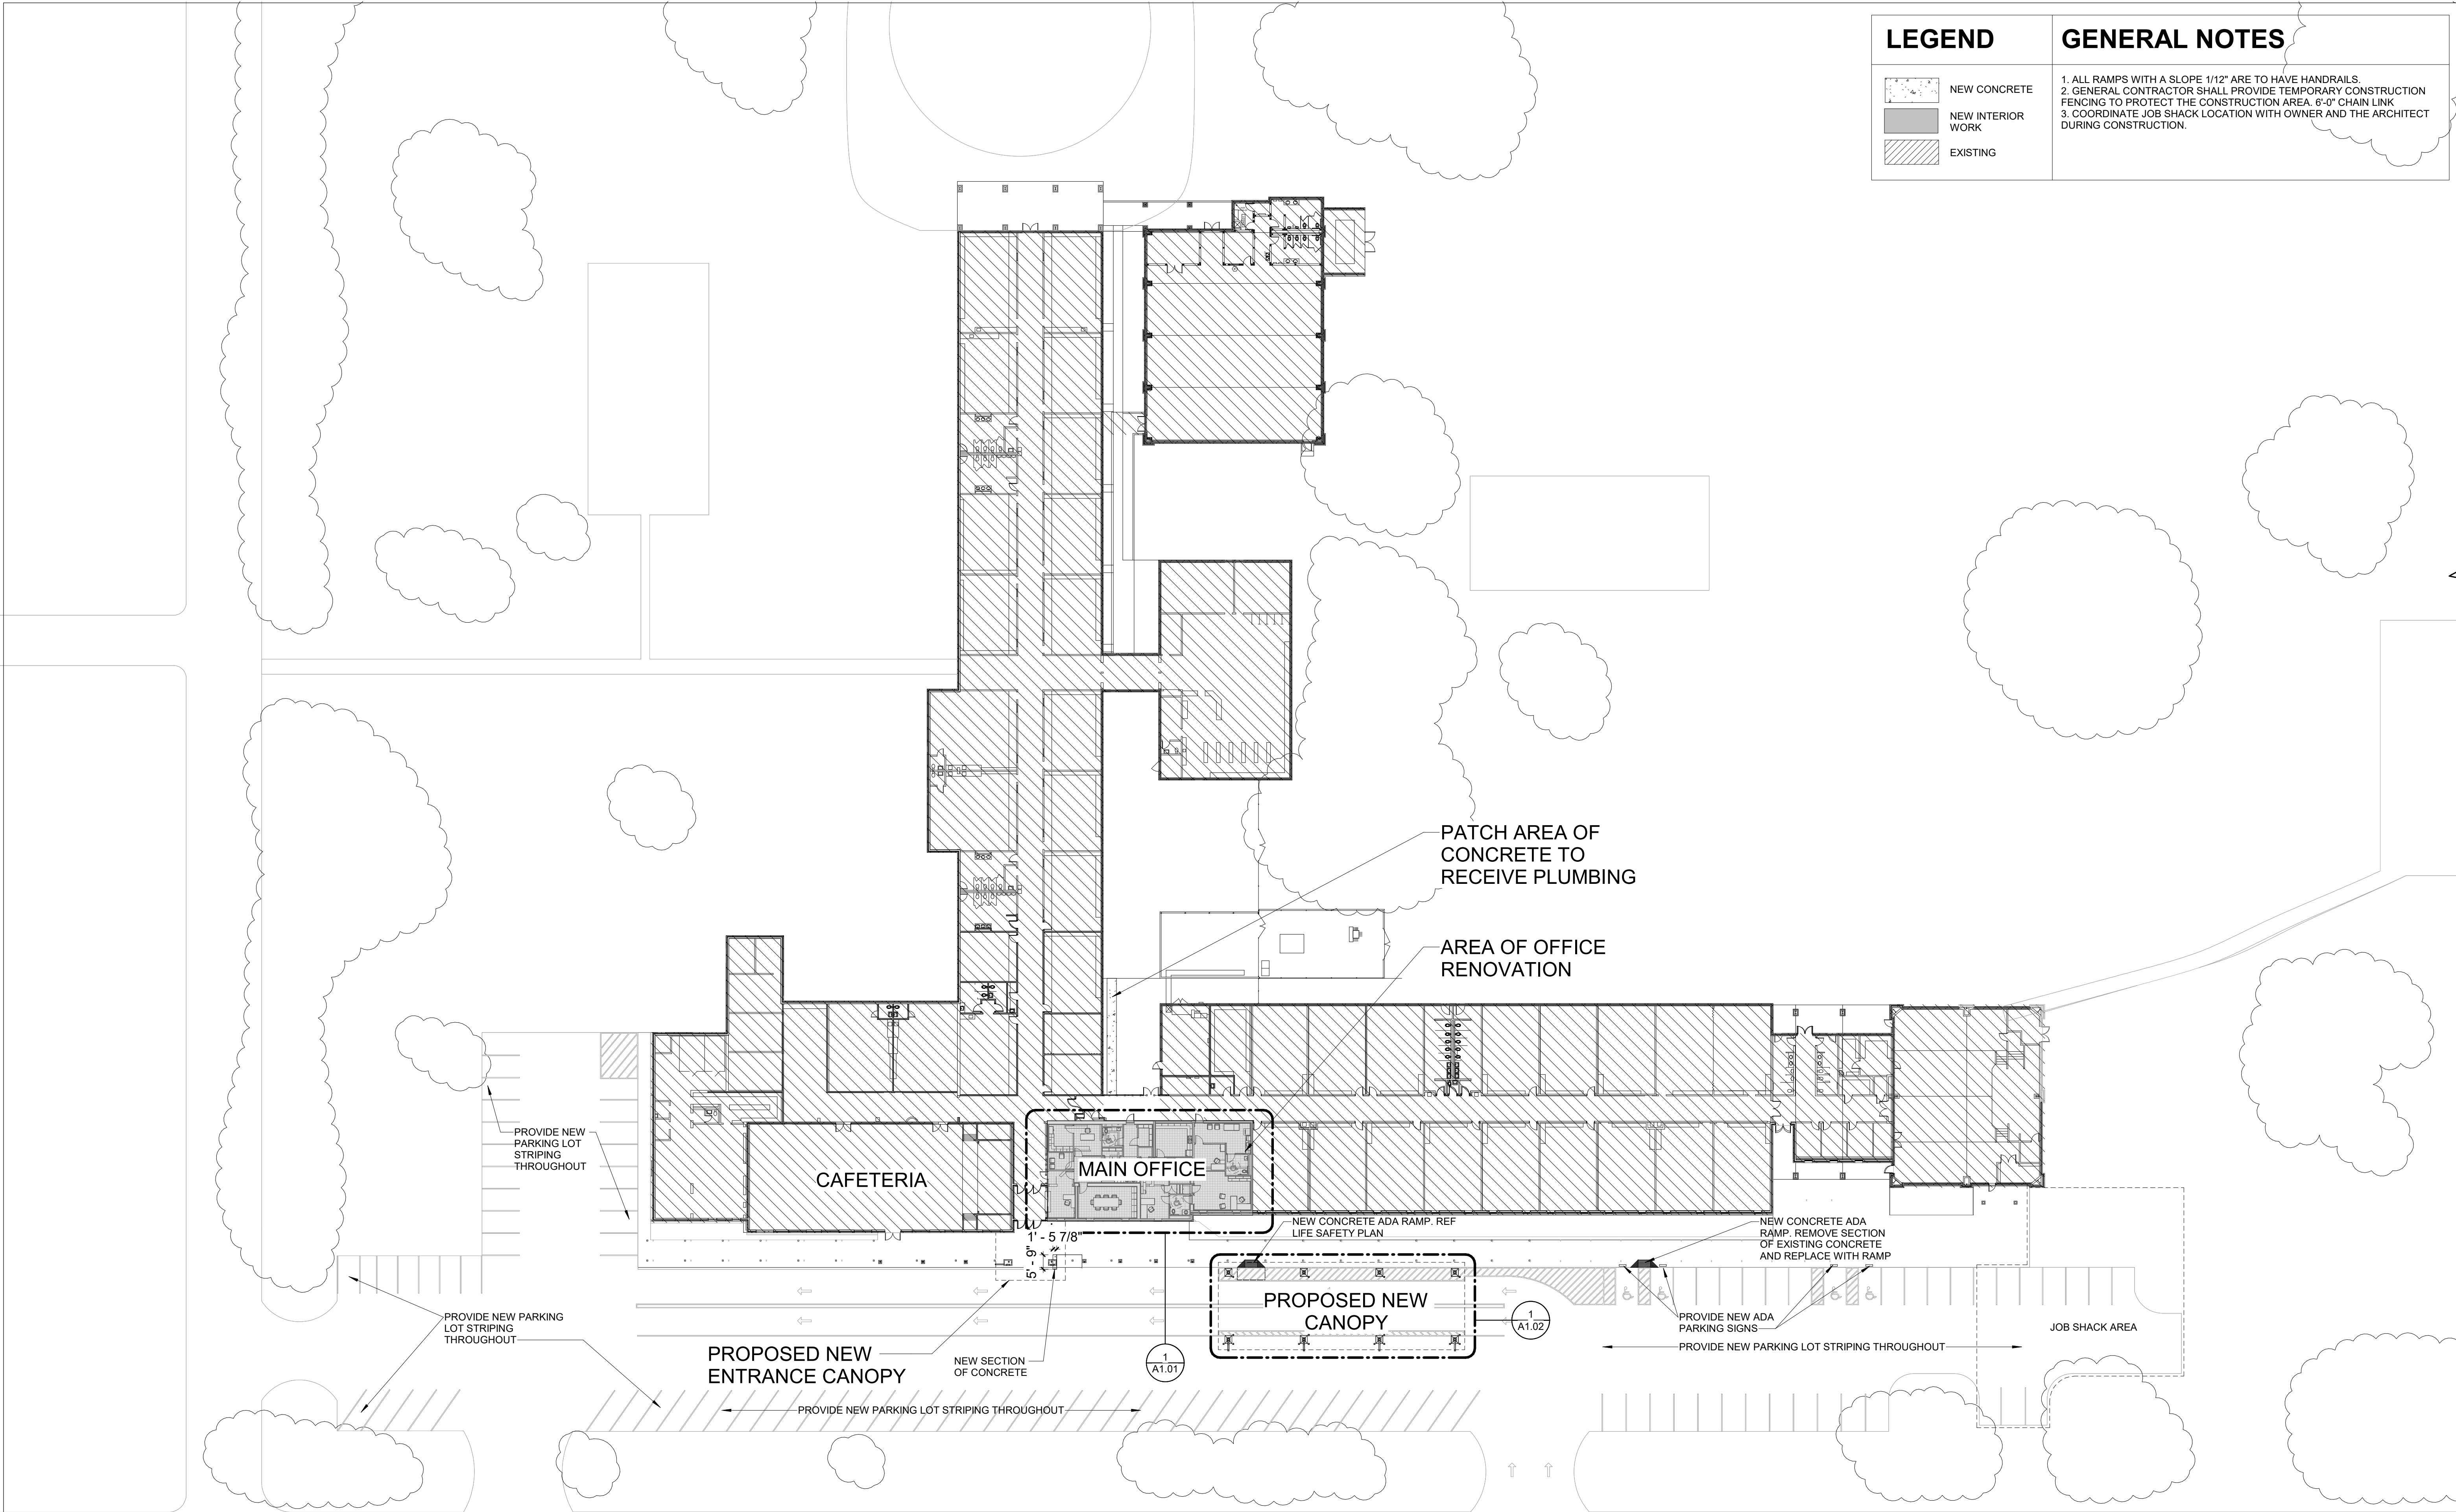 LEGEND
GENERAL NOTES
NEW CONCRETE
NEW INTERIOR
WORK
EXISTING
1. ALL RAMPS WITH A SLOPE 1/12" ARE TO HAVE HANDRAILS.
2. GENERAL CONTRACTOR SHALL PROVIDE TEMPORARY CONSTRUCTION
FENCING TO PROTECT THE CONSTRUCTION AREA. 6'-0" CHAIN LINK
3. COORDINATE JOB SHACK LOCATION WITH OWNER AND THE ARCHITECT
DURING CONSTRUCTION.
PATCH AREA OF
CONCRETE TO
RECEIVE PLUMBING
AREA OF OFFICE
RENOVATION
PROVIDE NEW
PARKING LOT
STRIPING
THROUGHOUT
CAFETERIA
MAIN OFFICE
1' - 5 7/8"
5' - 9"
NEW CONCRETE ADA RAMP. REF
LIFE SAFETY PLAN
NEW CONCRETE ADA
RAMP. REMOVE SECTION
OF EXISTING CONCRETE
AND REPLACE WITH RAMP
PROVIDE NEW PARKING
LOT STRIPING
THROUGHOUT
PROPOSED NEW
ENTRANCE CANOPY
NEW SECTION
OF CONCRETE
1
A1.01
PROPOSED NEW
CANOPY
1
A1.02
PROVIDE NEW ADA
PARKING SIGNS
JOB SHACK AREA
PROVIDE NEW PARKING LOT STRIPING THROUGHOUT
PROVIDE NEW PARKING LOT STRIPING THROUGHOUT